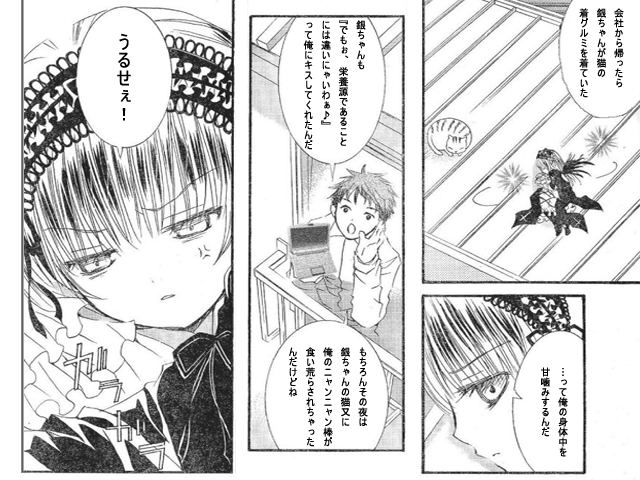 会社から帰ったら
銀ちゃんが猫の
着グルミを着ていた
…って俺の身体中を
甘噛みするんだ
銀ちゃんも
『でもぉ、栄養源であること
には違いにゃいわぁ♪』
って俺にキスしてくれたんだ
もちろんその夜は
銀ちゃんの猫又に
俺のニャンニャン棒が
食い荒らされちゃった
んだけどね
うるせぇ！
ガラ
ガラ